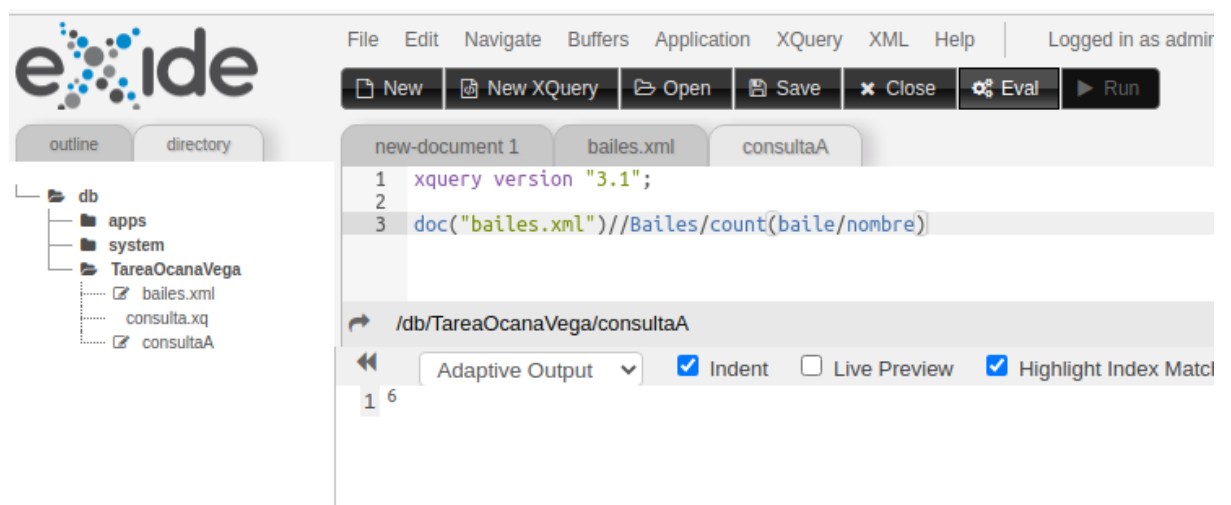 eXide
File Edit Navigate Buffers Application XQuery XML Help Logged in as admin
New New XQuery Open Save Close Eval Run
outline directory
new-document 1 bailes.xml consultaA
db
apps
system
TareaOcanaVega
bailes.xml
consulta.xq
consultaA
1 xquery version "3.1";
2
3 doc("bailes.xml")//Bailes/count(baile/nombre)
/db/TareaOcanaVega/consultaA
Adaptive Output Indent Live Preview Highlight Index Matc
1 6